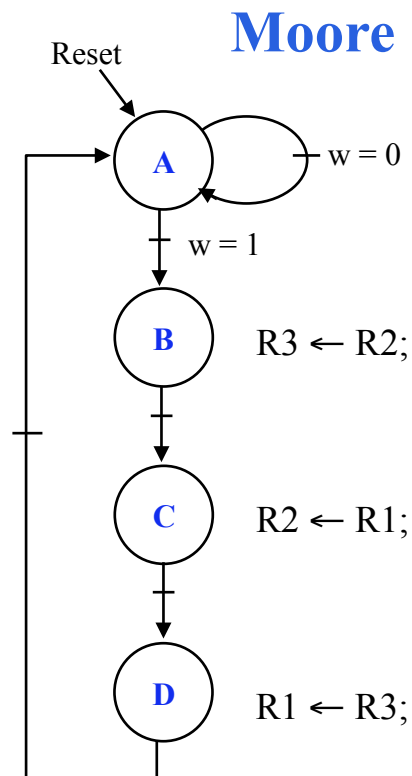 Moore
Reset
A
w = 0
w = 1
B
R3 ← R2;
C
R2 ← R1;
D
R1 ← R3;